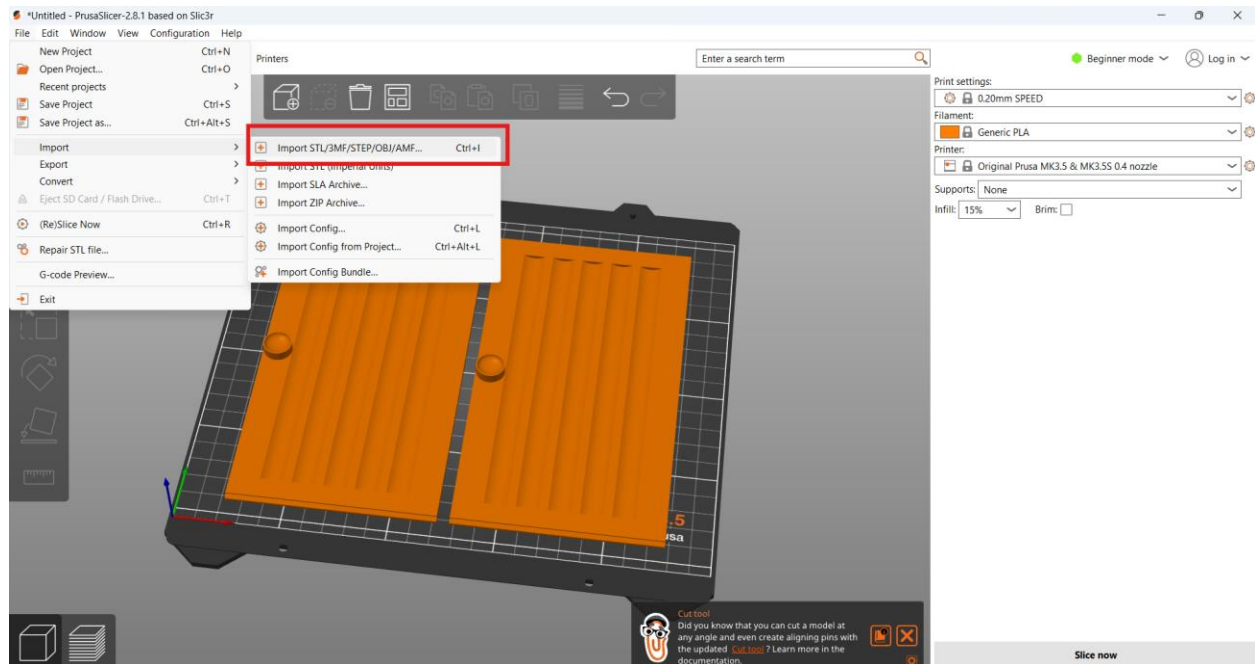 *Untitled - PrusaSlicer-2.8.1 based on Slic3r
File Edit Window View Configuration Help
New Project Ctrl+N
Open Project... Ctrl+O
Recent projects
Save Project Ctrl+S
Save Project as... Ctrl+Alt+S
Import
Export
Convert
Eject SD Card / Flash Drive... Ctrl+T
(Re)Slice Now Ctrl+R
Repair STL file...
G-code Preview...
Exit
Import STL/3MF/STEP/OBJ/AMF... Ctrl+I
Import STL (Imperial Units)
Import SLA Archive...
Import ZIP Archive...
Import Config... Ctrl+L
Import Config from Project... Ctrl+Alt+L
Import Config Bundle...
Printers
Enter a search term
Beginner mode
Log in
Print settings:
0.20mm SPEED
Filament:
Generic PLA
Printer:
Original Prusa MK3.5 & MK3.5S 0.4 nozzle
Supports: None
Infill: 15% Brim:
.5
usa
Cut tool
Did you know that you can cut a model at
any angle and even create aligning pins with
the updated Cut tool ? Learn more in the
documentation.
Slice now